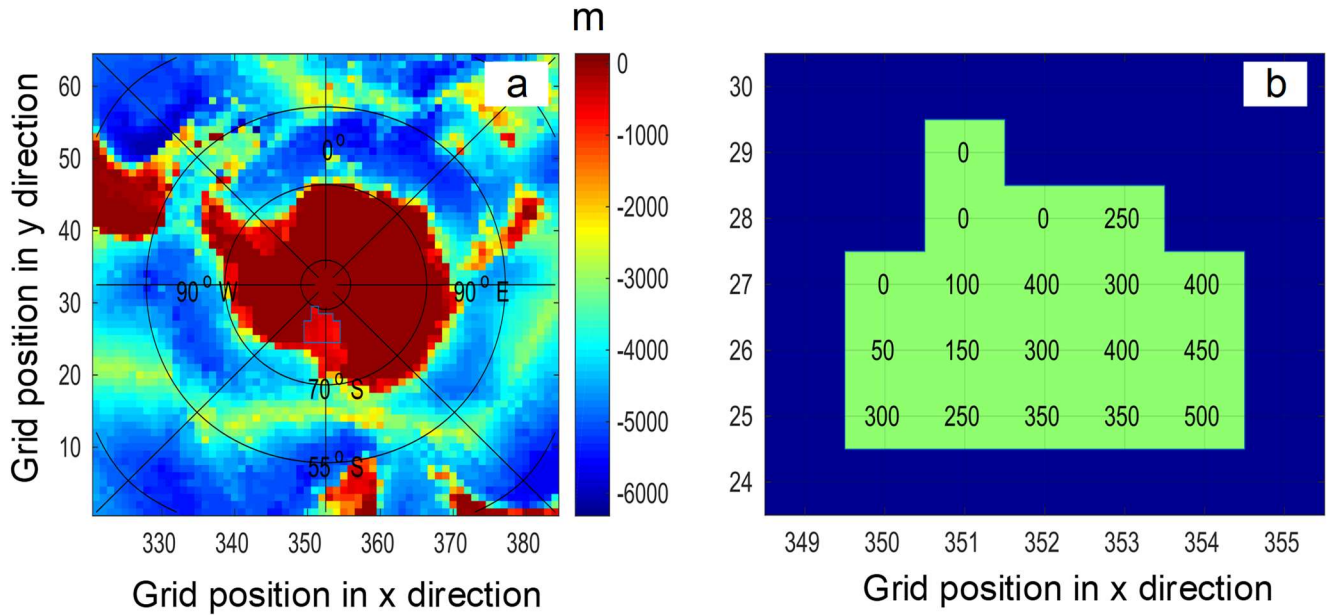 m
a
60
50
40
30
20
10
Grid position in y direction
0°
90° W
90° E
70° S
55° S
330 340 350 360 370 380
Grid position in x direction
0
-1000
-2000
-3000
-4000
-5000
-6000
b
30
29
28
27
26
25
24
0
0 0 250
0 100 400 300 400
50 150 300 400 450
300 250 350 350 500
349 350 351 352 353 354 355
Grid position in x direction